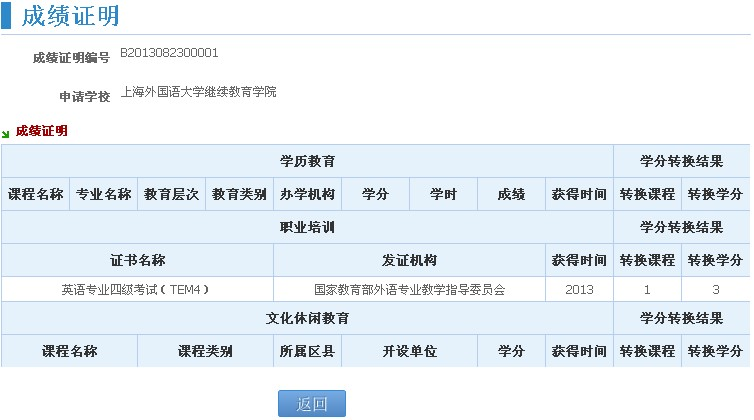 成绩证明
成绩证明编号 B2013082300001
申请学校 上海外国语大学继续教育学院
成绩证明
学历教育 学分转换结果
课程名称 专业名称 教育层次 教育类别 办学机构 学分 学时 成绩 获得时间 转换课程 转换学分
职业培训 学分转换结果
证书名称 发证机构 获得时间 转换课程 转换学分
英语专业四级考试（TEM4） 国家教育部外语专业教学指导委员会 2013 1 3
文化休闲教育 学分转换结果
课程名称 课程类别 所属区县 开设单位 学分 获得时间 转换课程 转换学分
返回